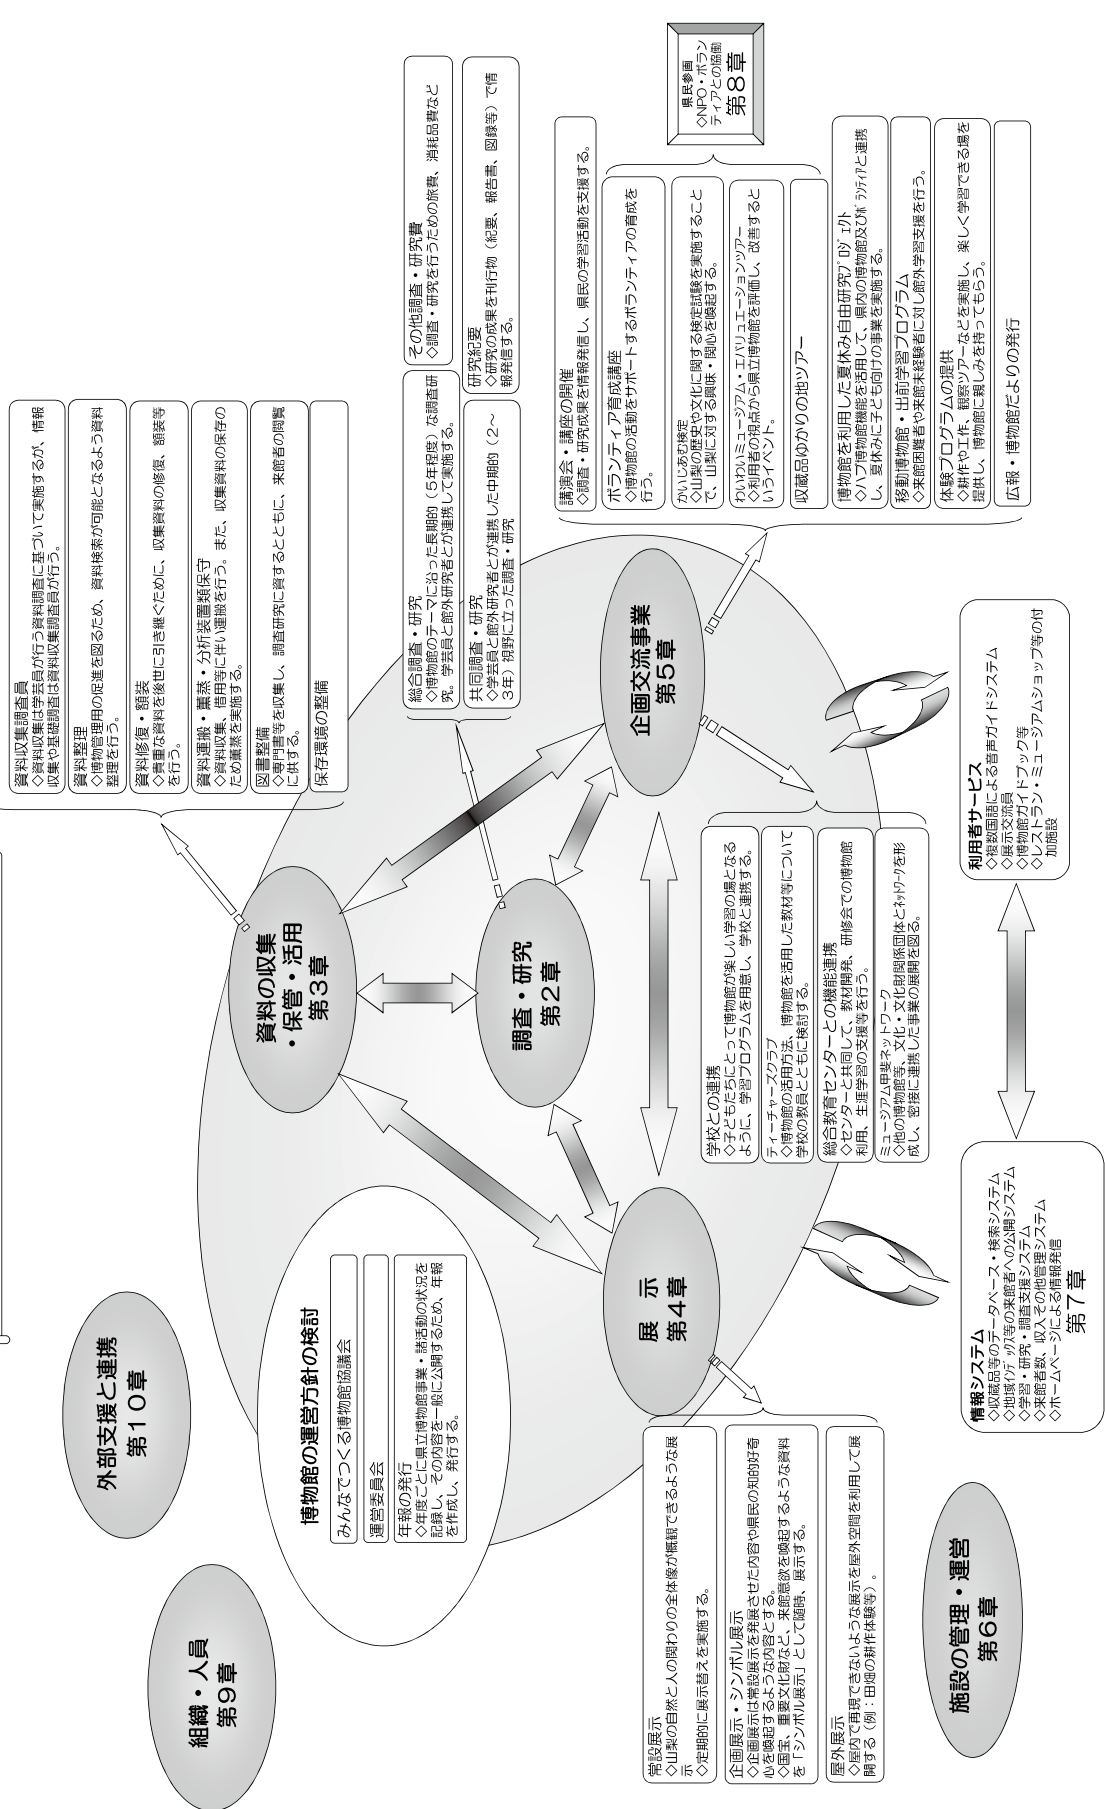 組織・人員
第９章
外部支援と連携
第１０章
博物館の運営方針の検討
みんなでつくる博物館協議会
運営委員会
年報の発行
◇年度ごとに県立博物館事業・諸活動の状況を
記録し、その内容を一般に公開するため、年報
を作成し、発行する。
資料の収集
・保管・活用
第３章
資料収集調査員
◇資料収集は学芸員が行う資料調査に基づいて実施するが、情報
収集や基礎調査は資料収集調査員が行う。
資料整理
◇博物管理用の促進を図るため、資料検索が可能となるよう資料
整理を行う。
資料修復・額装
◇貴重な資料を後世に引き継ぐために、収集資料の修復、額装等
を行う。
資料運搬・薫蒸・分析装置類保守
◇資料収集、借用等に伴い運搬を行う。また、収集資料の保存の
ため薫蒸を実施する。
図書整備
◇専門書等を収集し、調査研究に資するとともに、来館者の閲覧
に供する。
保存環境の整備
調査・研究
第２章
総合調査・研究
◇博物館のテーマに沿った長期的（５年程度）な調査研
究。学芸員と館外研究者とが連携して実施する。
共同調査・研究
◇学芸員と館外研究者とが連携した中期的（２～
３年）視野に立った調査・研究
その他調査・研究費
◇調査・研究を行うための旅費、消耗品費など
研究紀要
◇研究の成果を刊行物（紀要、報告書、図録等）で情
報発信する。
展　示
第４章
常設展示
◇山梨の自然と人の関わりの全体像が概観できるような展
示
◇定期的に展示替えを実施する。
企画展示・シンボル展示
◇企画展示は常設展示を発展させた内容や県民の知的好奇
心を喚起するような内容とする。
◇国宝、重要文化財など、来館意欲を喚起するような資料
を「シンボル展示」として随時、展示する。
屋外展示
◇屋内で再現できないような展示を屋外空間を利用して展
開する（例：田畑の耕作体験等）。
企画交流事業
第５章
講演会・講座の開催
◇調査・研究成果を情報発信し、県民の学習活動を支援する。
ボランティア育成講座
◇博物館の活動をサポートするボランティアの育成を
行う。
かいじあむ検定
◇山梨の歴史や文化に関する検定試験を実施すること
で、山梨に対する興味・関心を喚起する。
わいわいミュージアム・エバリュエーションツアー
◇利用者の視点から県立博物館を評価し、改善すると
いうイベント。
収蔵品ゆかりの地ツアー
博物館を利用した夏休み自由研究ﾌﾟﾛｼﾞｪｸﾄ
◇ハブ博物館機能を活用して、県内の博物館及びﾎﾞﾗﾝﾃｨｱと連携
し、夏休みに子ども向けの事業を実施する。
移動博物館・出前学習プログラム
◇来館困難者や来館未経験者に対し館外学習支援を行う。
体験プログラムの提供
◇耕作や工作、観察ツアーなどを実施し、楽しく学習できる場を
提供し、博物館に親しみを持ってもらう。
広報・博物館だよりの発行
県民参画
◇NPO・ボラン
ティアとの協働
第８章
学校との連携
◇子どもたちにとって博物館が楽しい学習の場となる
ように、学習プログラムを用意し、学校と連携する。
ティーチャーズクラブ
◇博物館の活用方法、博物館を活用した教材等について
学校の教員とともに検討する。
総合教育センターとの機能連携
◇センターと共同して、教材開発、研修会での博物館
利用、生涯学習の支援等を行う。
ミュージアム甲斐ネットワーク
◇他の博物館等、文化・文化財関係団体とﾈｯﾄﾜｰｸを形
成し、密接に連携した事業の展開を図る。
施設の管理・運営
第６章
情報システム
◇収蔵品等のデータベース・検索システム
◇地域ｲﾝﾃﾞｯｸｽ等の来館者への公開システム
◇学習・研究・調査支援システム
◇来館者数、収入その他管理システム
◇ホームページによる情報発信
第７章
利用者サービス
◇複数国語による音声ガイドシステム
◇展示交流員
◇博物館ガイドブック等
◇レストラン・ミュージアムショップ等の付
加施設